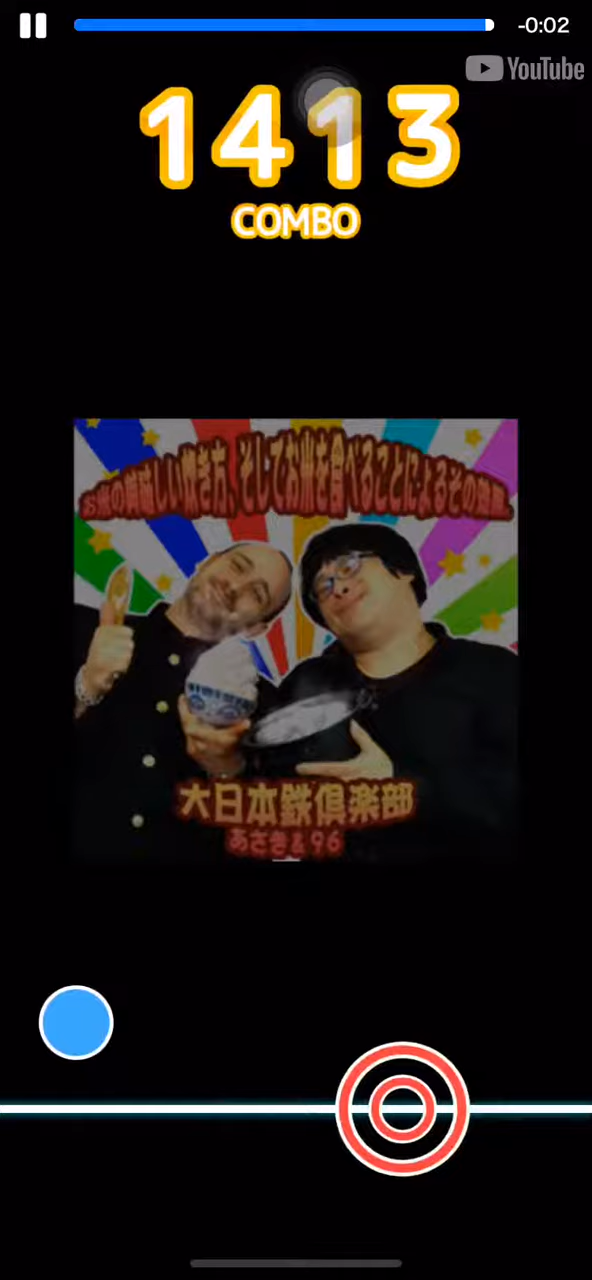 -0:02
YouTube
1413
COMBO
お米の美味しい炊き方、そしてお米を食べることによるその効果。
大日本鉄倶楽部
あさき&96